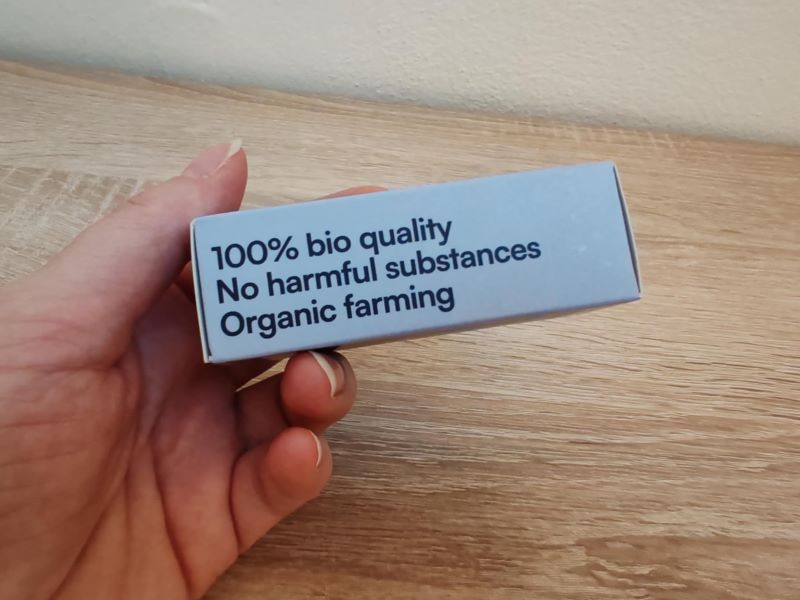 100% bio quality
No harmful substances
Organic farming